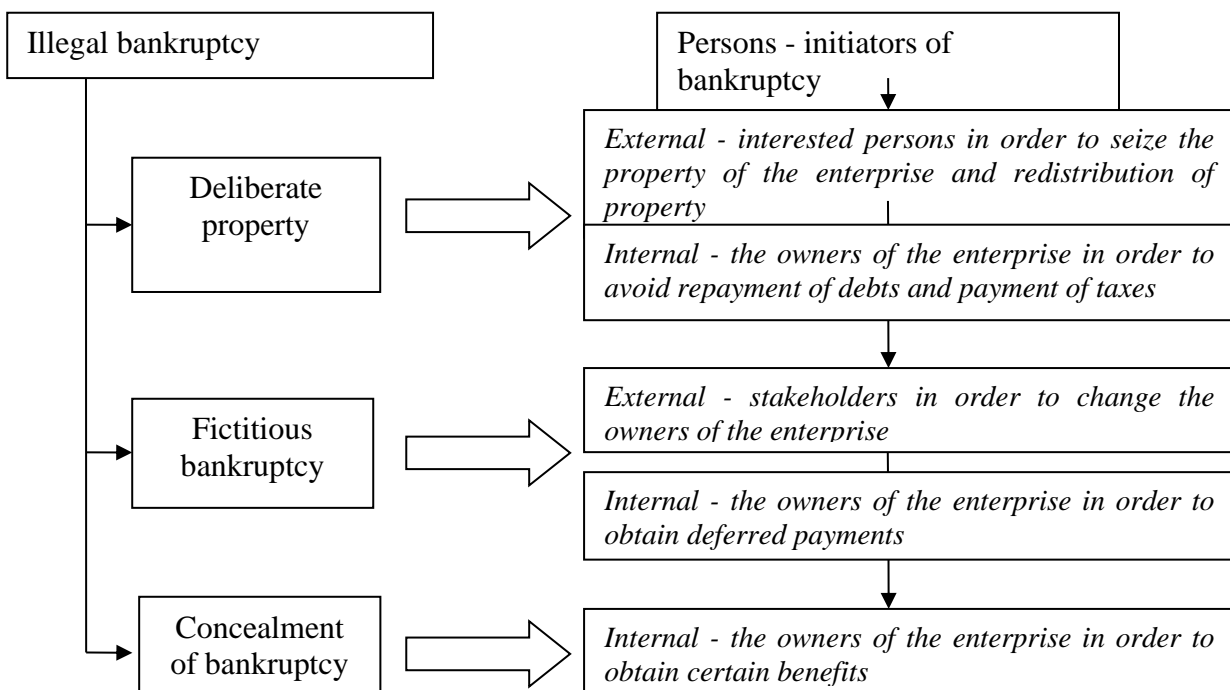 Illegal bankruptcy
Persons - initiators of
bankruptcy
Deliberate
property
External - interested persons in order to seize the
property of the enterprise and redistribution of
property
Internal - the owners of the enterprise in order to
avoid repayment of debts and payment of taxes
Fictitious
bankruptcy
External - stakeholders in order to change the
owners of the enterprise
Internal - the owners of the enterprise in order to
obtain deferred payments
Concealment
of bankruptcy
Internal - the owners of the enterprise in order to
obtain certain benefits